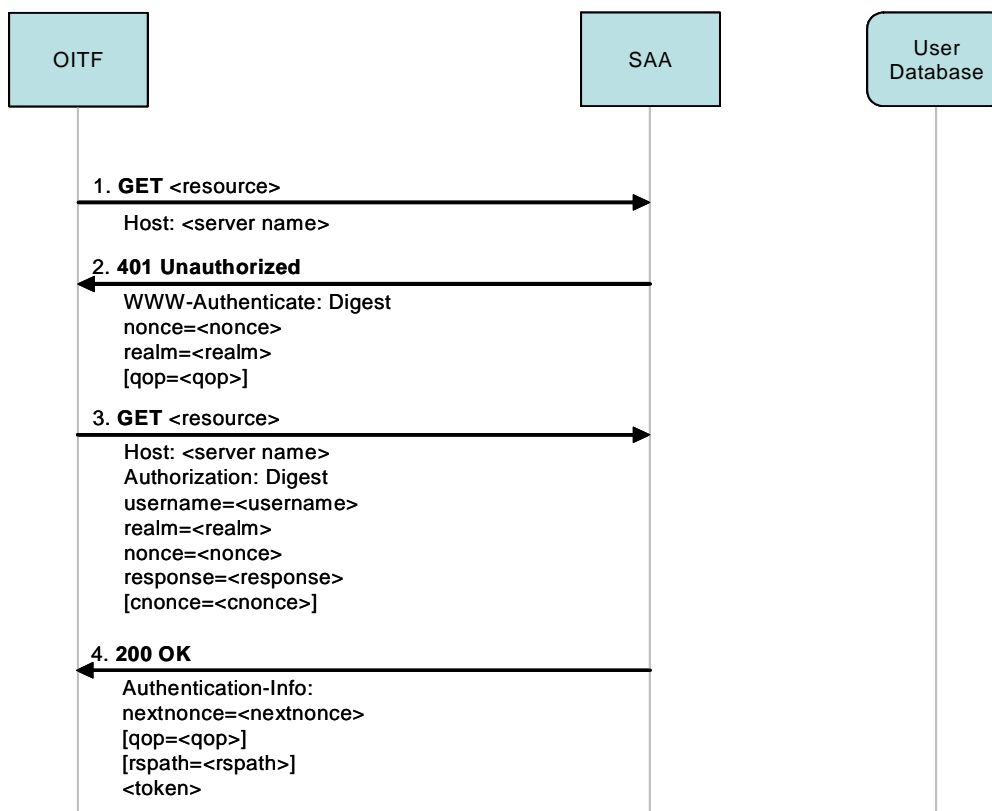 OITF
SAA
User
Database
1. GET <resource>
Host: <server name>
2. 401 Unauthorized
WWW-Authenticate: Digest
nonce=<nonce>
realm=<realm>
[qop=<qop>]
3. GET <resource>
Host: <server name>
Authorization: Digest
username=<username>
realm=<realm>
nonce=<nonce>
response=<response>
[cnonce=<cnonce>]
4. 200 OK
Authentication-Info:
nextnonce=<nextnonce>
[qop=<qop>]
[rspath=<rspath>]
<token>